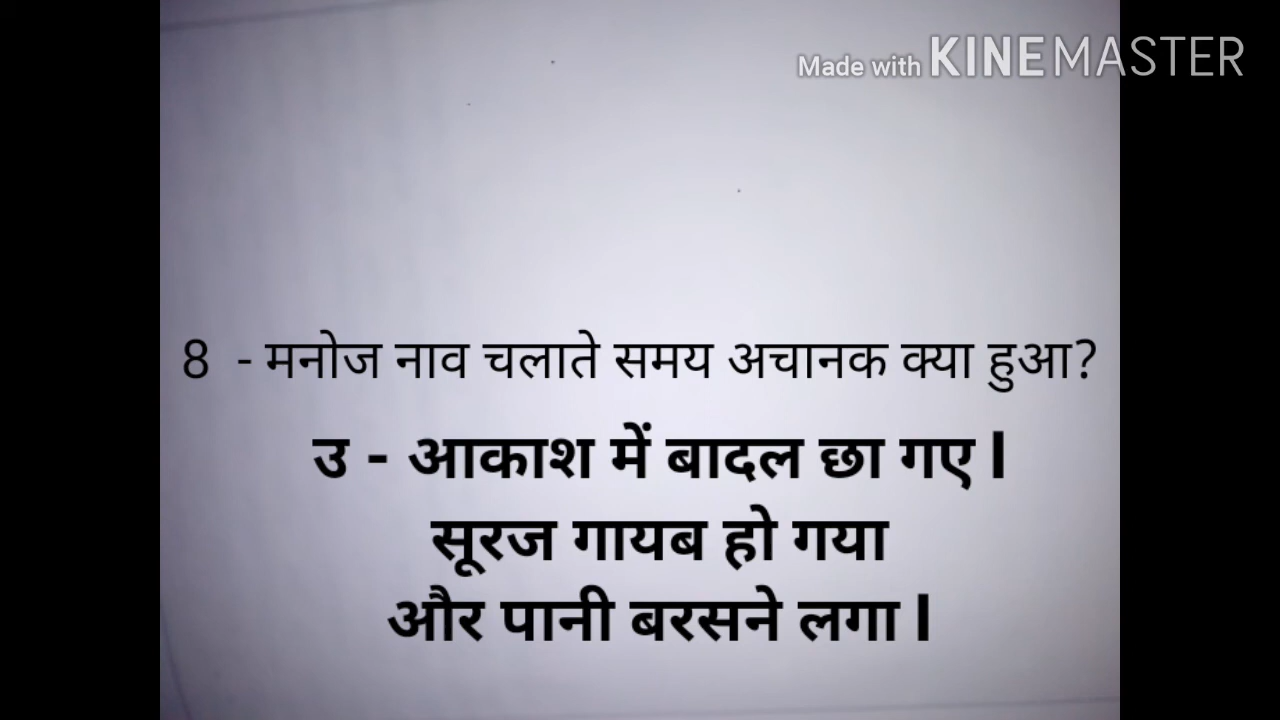 Made with KINEMASTER
8 - मनोज नाव चलाते समय अचानक क्या हुआ?
उ - आकाश में बादल छा गए l
सूरज गायब हो गया
और पानी बरसने लगा l